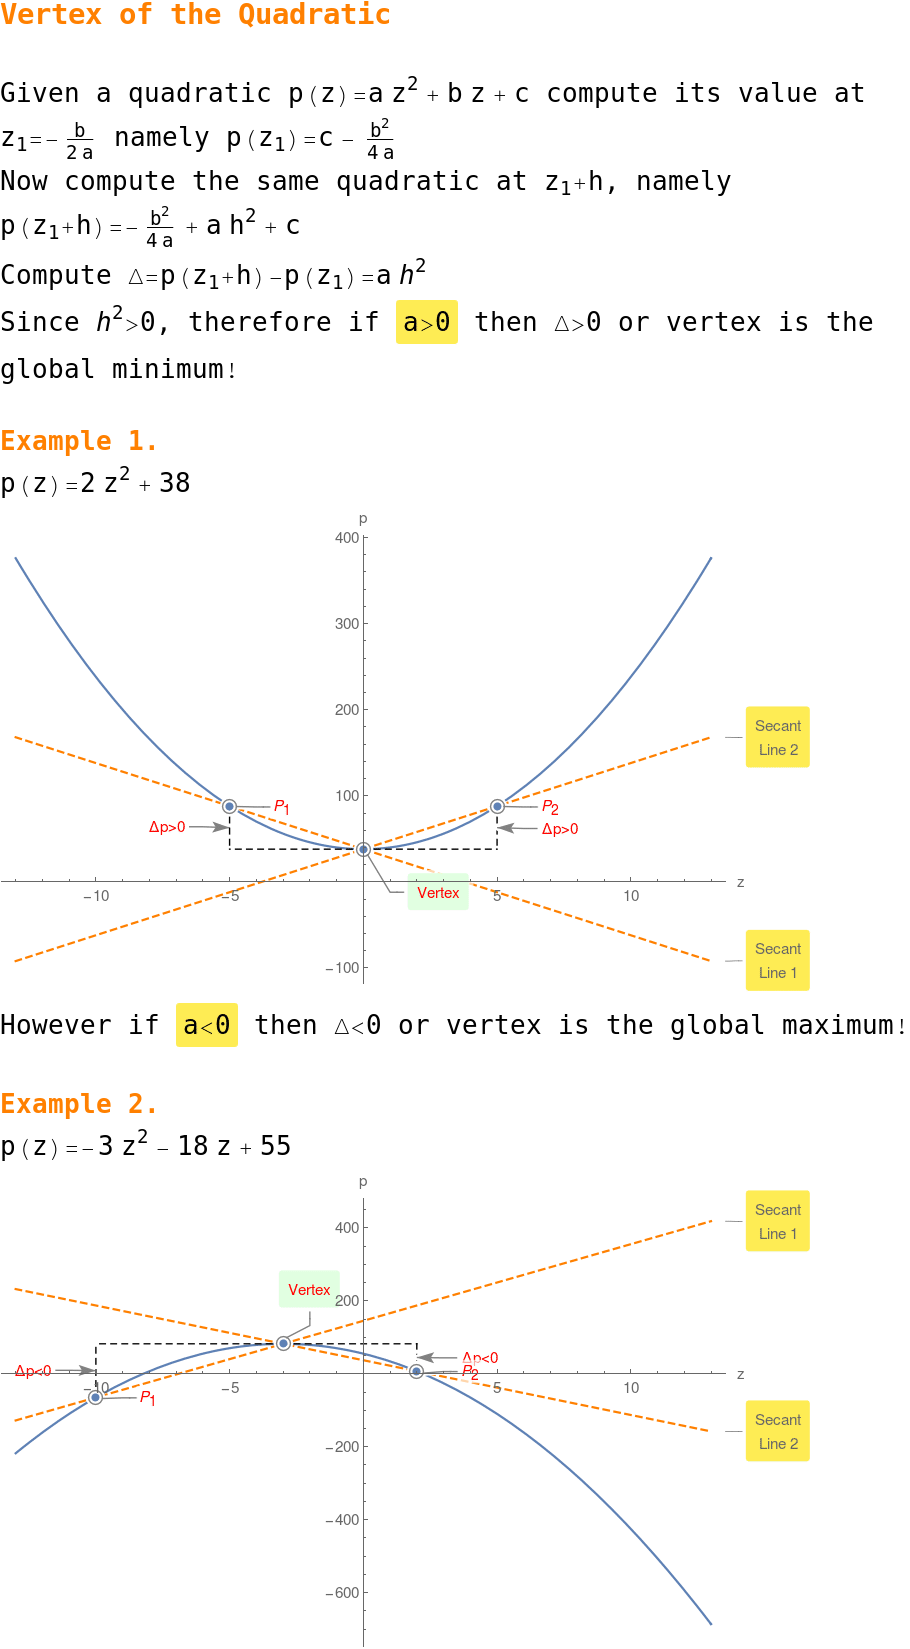 Vertex of the Quadratic
Given a quadratic p(z)=a z² + b z + c compute its value at
z₁=- b/2 a namely p(z₁)=c - b²/4 a
Now compute the same quadratic at z₁+h, namely
p(z₁+h)=- b²/4 a + a h² + c
Compute Δ=p(z₁+h)-p(z₁)=a h²
Since h²>0, therefore if a>0 then Δ>0 or vertex is the
global minimum!
Example 1.
p(z)=2 z² + 38
p
400
300
200
100
-100
-10
-5
5
10
z
Secant
Line 2
P₁
P₂
Δp>0
Δp>0
Vertex
Secant
Line 1
However if a<0 then Δ<0 or vertex is the global maximum!
Example 2.
p(z)=-3 z² - 18 z + 55
p
Secant
Line 1
400
Vertex
200
Δp<0
Δp<0
P₂
z
-10
-5
5
10
P₁
Secant
Line 2
-200
-400
-600